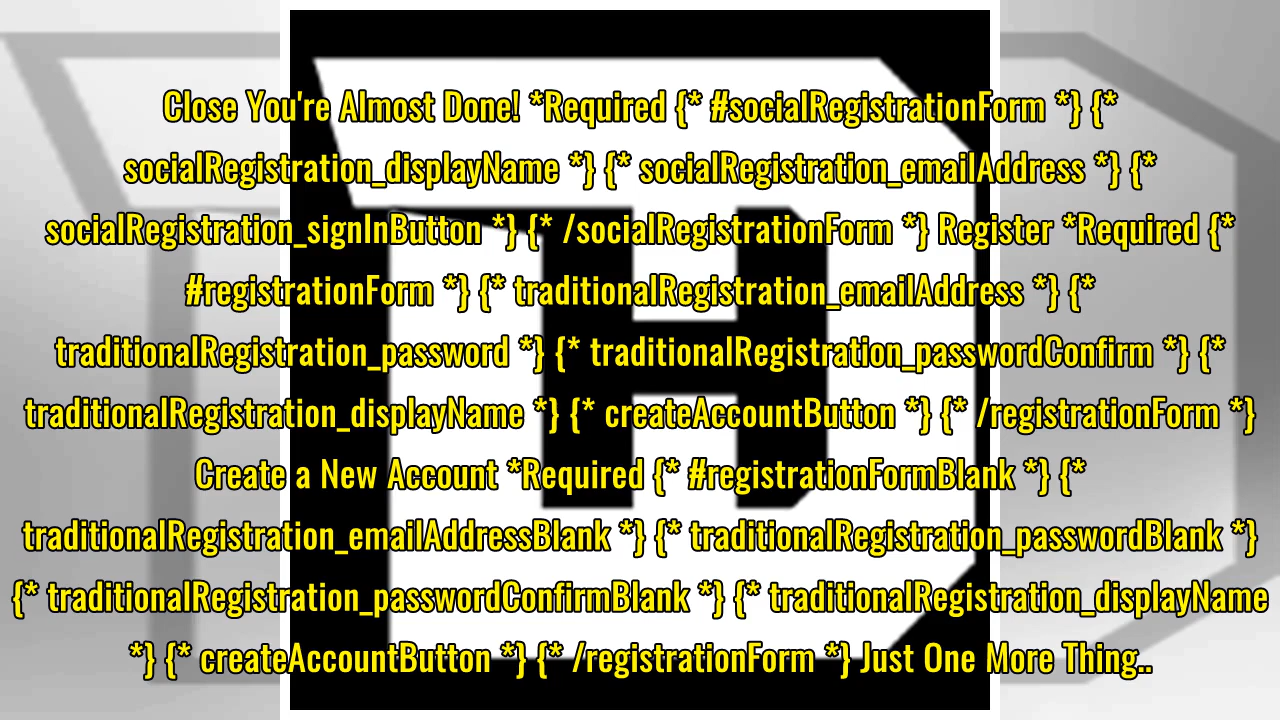 Close You're Almost Done! *Required {* #socialRegistrationForm *} {*
socialRegistration_displayName *} {* socialRegistration_emailAddress *} {*
socialRegistration_signInButton *} {* /socialRegistrationForm *} Register *Required {*
#registrationForm *} {* traditionalRegistration_emailAddress *} {*
traditionalRegistration_password *} {* traditionalRegistration_passwordConfirm *} {*
traditionalRegistration_displayName *} {* createAccountButton *} {* /registrationForm *}
Create a New Account *Required {* #registrationFormBlank *} {*
traditionalRegistration_emailAddressBlank *} {* traditionalRegistration_passwordBlank *}
{* traditionalRegistration_passwordConfirmBlank *} {* traditionalRegistration_displayName
*} {* createAccountButton *} {* /registrationForm *} Just One More Thing..